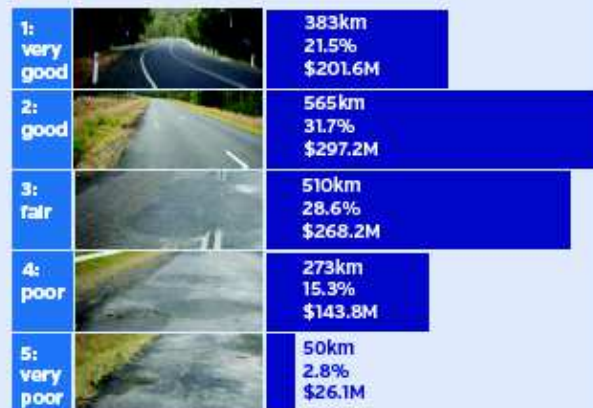 1:
very
good
383km
21.5%
$201.6M
2:
good
565km
31.7%
$297.2M
3:
fair
510km
28.6%
$268.2M
4:
poor
273km
15.3%
$143.8M
5:
very
poor
50km
2.8%
$26.1M